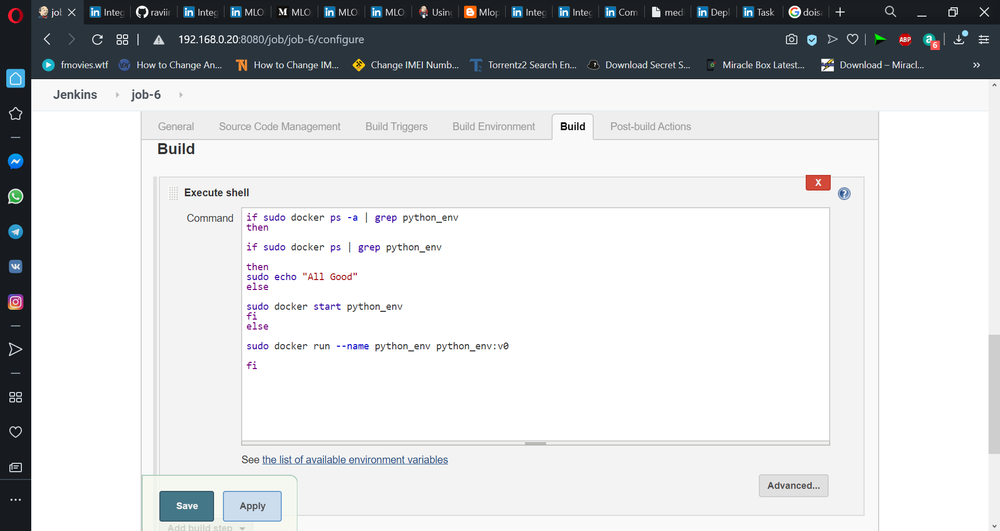 job
Integ
raviir
Integ
MLO
M MLO
MLO
MLO
Using
Mlop
Integ
Integ
Com
med
Depl
Task
dois
192.168.0.20:8080/job/job-6/configure
ABP
a 6
fmovies.wtf
How to Change An...
How to Change IM...
Change IMEI Numb...
Torrentz2 Search En...
Download Secret S...
Miracle Box Latest...
Download – Miracl...
»
Jenkins
job-6
General
Source Code Management
Build Triggers
Build Environment
Build
Post-build Actions
Build
X
Execute shell
Command
if sudo docker ps -a | grep python_env
then
if sudo docker ps | grep python_env
then
sudo echo "All Good"
else
sudo docker start python_env
fi
else
sudo docker run --name python_env python_env:v0
fi
See the list of available environment variables
Advanced...
Save
Apply
Add build step